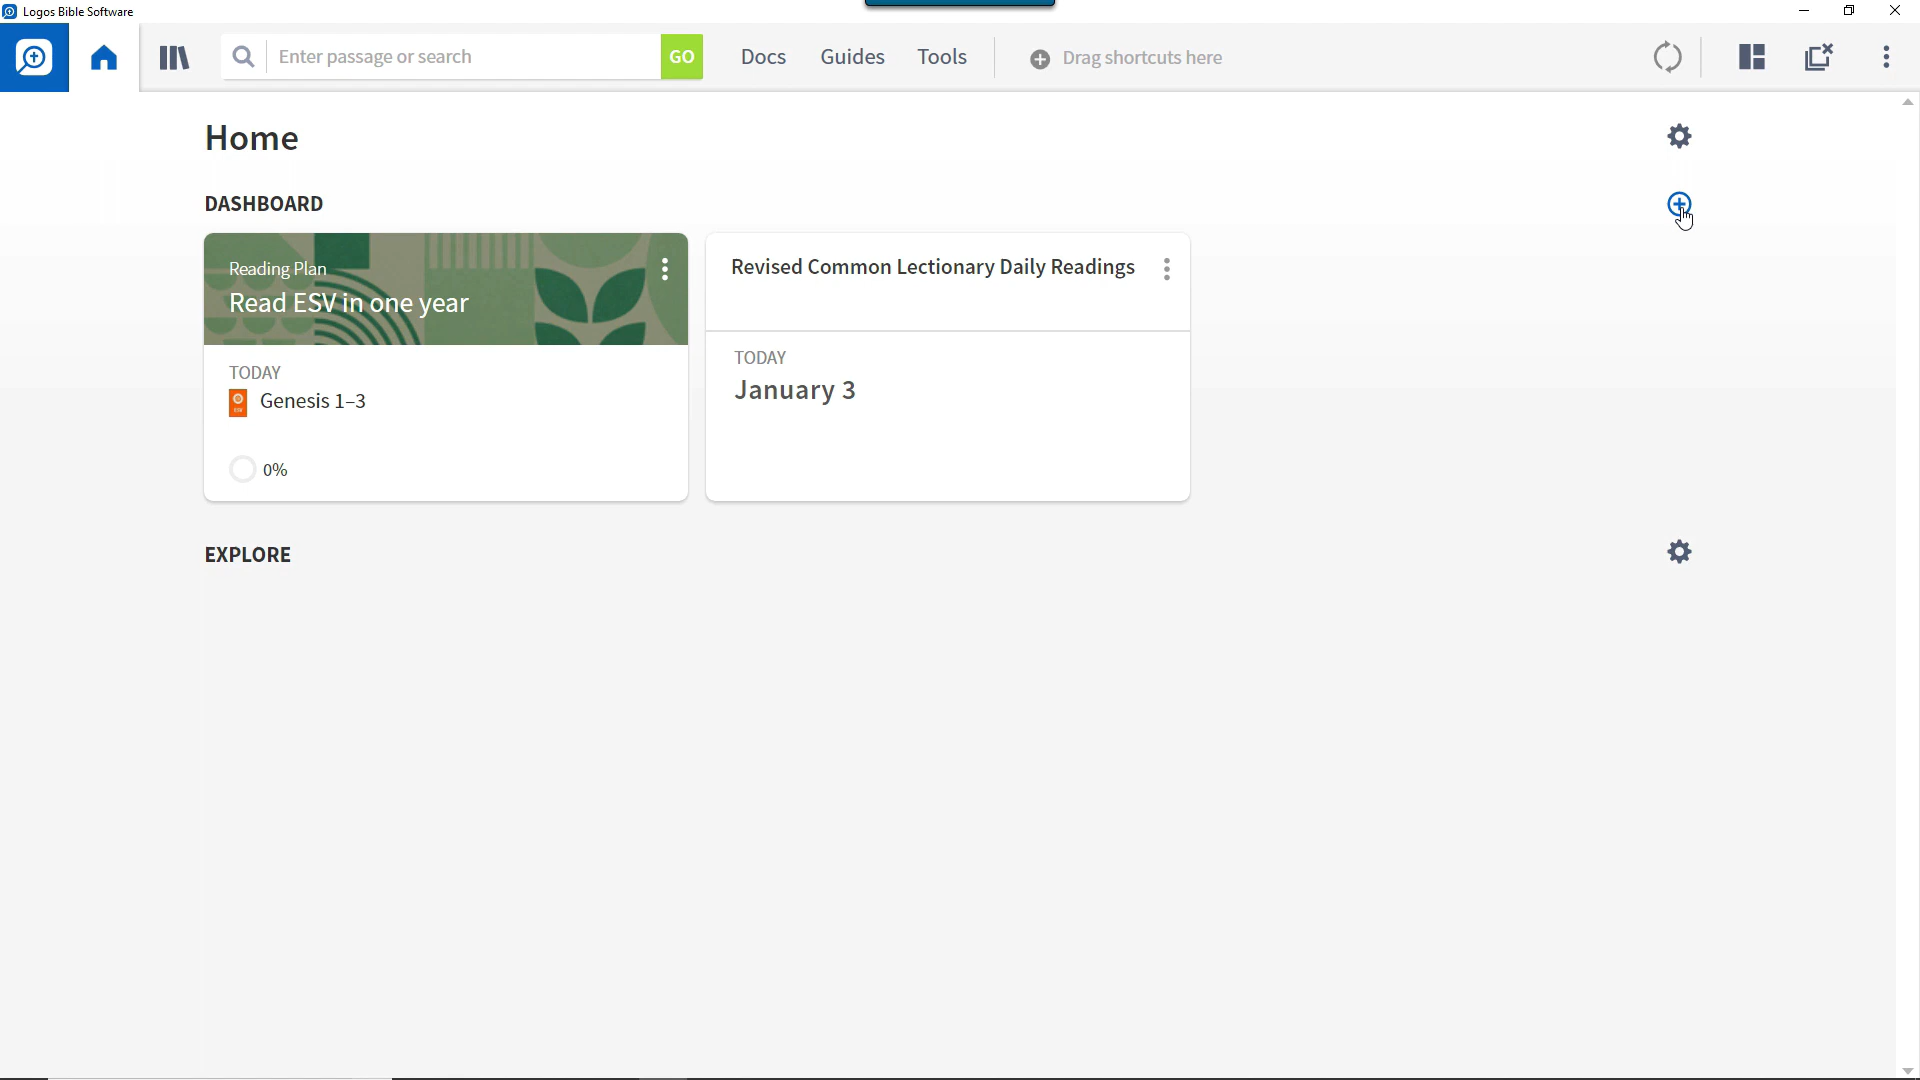 Logos Bible Software
Enter passage or search
GO
Docs
Guides
Tools
Drag shortcuts here
Home
DASHBOARD
Reading Plan
Read ESV in one year
TODAY
Genesis 1–3
0%
Revised Common Lectionary Daily Readings
TODAY
January 3
EXPLORE